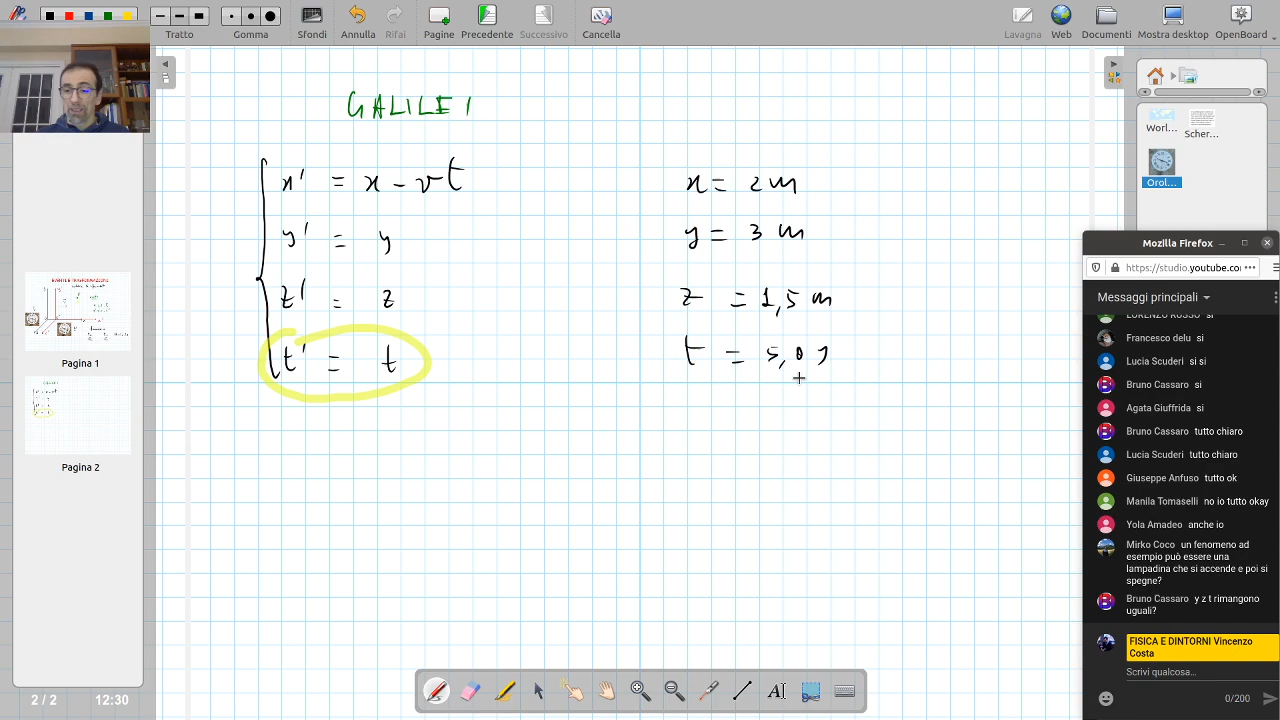 Tratto
Gomma
Sfondi
Annulla
Rifai
Pagine
Precedente
Successivo
Cancella
Lavagna
Web
Documenti
Mostra desktop
OpenBoard
GALILEI
x' = x - vt
y' = y
z' = z
t' = t
x = 2 m
y = 3 m
z = 1,5 m
t = 5,0 s
Pagina 1
Pagina 2
2 / 2
12:30
Worl...
Scher...
Orol...
Mozilla Firefox
https://studio.youtube.co...
Messaggi principali
LORENZO RUSSO si
Francesco delu si
Lucia Scuderi si si
Bruno Cassaro si
Agata Giuffrida si
Bruno Cassaro tutto chiaro
Lucia Scuderi tutto chiaro
Giuseppe Anfuso tutto ok
Manila Tomaselli no io tutto okay
Yola Amadeo anche io
Mirko Coco un fenomeno ad
esempio può essere una
lampadina che si accende e poi si
spegne?
Bruno Cassaro y z t rimangono
uguali?
FISICA E DINTORNI Vincenzo
Costa
Scrivi qualcosa...
0/200